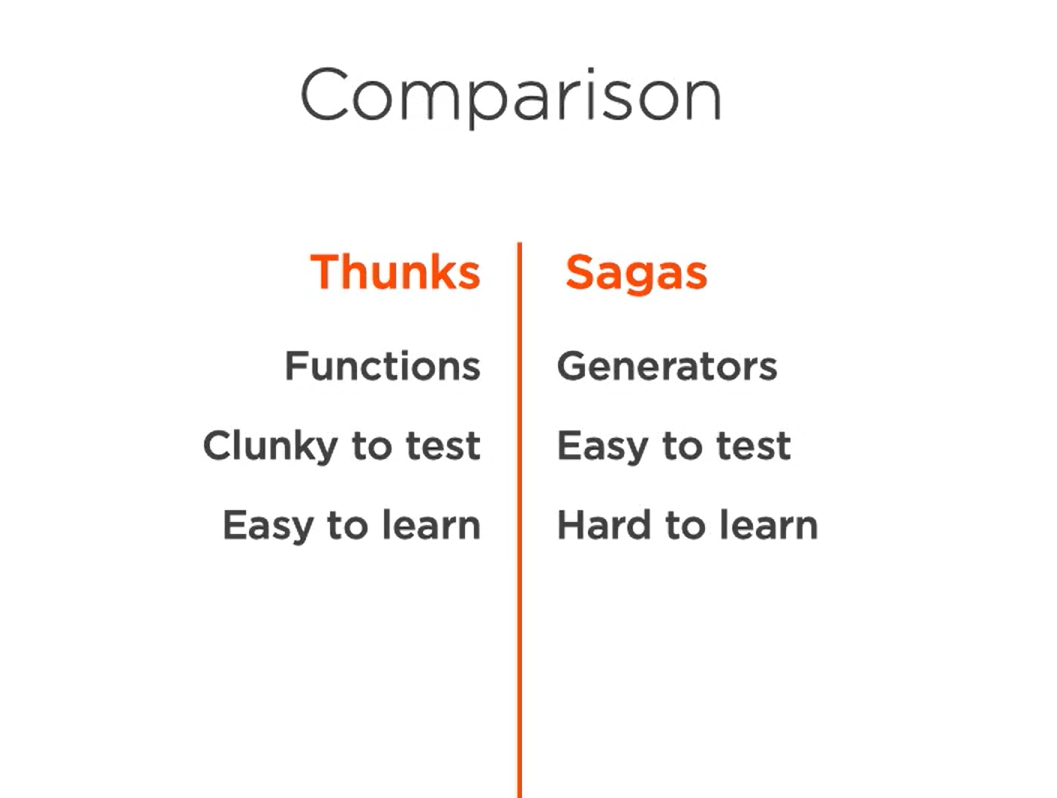 Comparison
Thunks Sagas
Functions Generators
Clunky to test Easy to test
Easy to learn Hard to learn